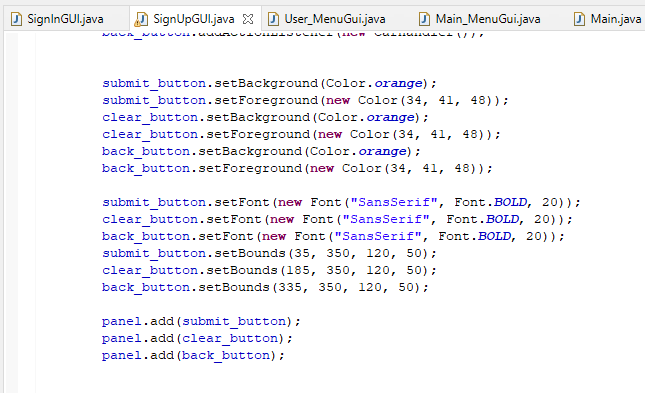 SignInGUI.java SignUpGUI.java User_MenuGui.java Main_MenuGui.java Main.java
back_button.addActionListener(new CalHandler());
submit_button.setBackground(Color.orange);
submit_button.setForeground(new Color(34, 41, 48));
clear_button.setBackground(Color.orange);
clear_button.setForeground(new Color(34, 41, 48));
back_button.setBackground(Color.orange);
back_button.setForeground(new Color(34, 41, 48));
submit_button.setFont(new Font("SansSerif", Font.BOLD, 20));
clear_button.setFont(new Font("SansSerif", Font.BOLD, 20));
back_button.setFont(new Font("SansSerif", Font.BOLD, 20));
submit_button.setBounds(35, 350, 120, 50);
clear_button.setBounds(185, 350, 120, 50);
back_button.setBounds(335, 350, 120, 50);
panel.add(submit_button);
panel.add(clear_button);
panel.add(back_button);